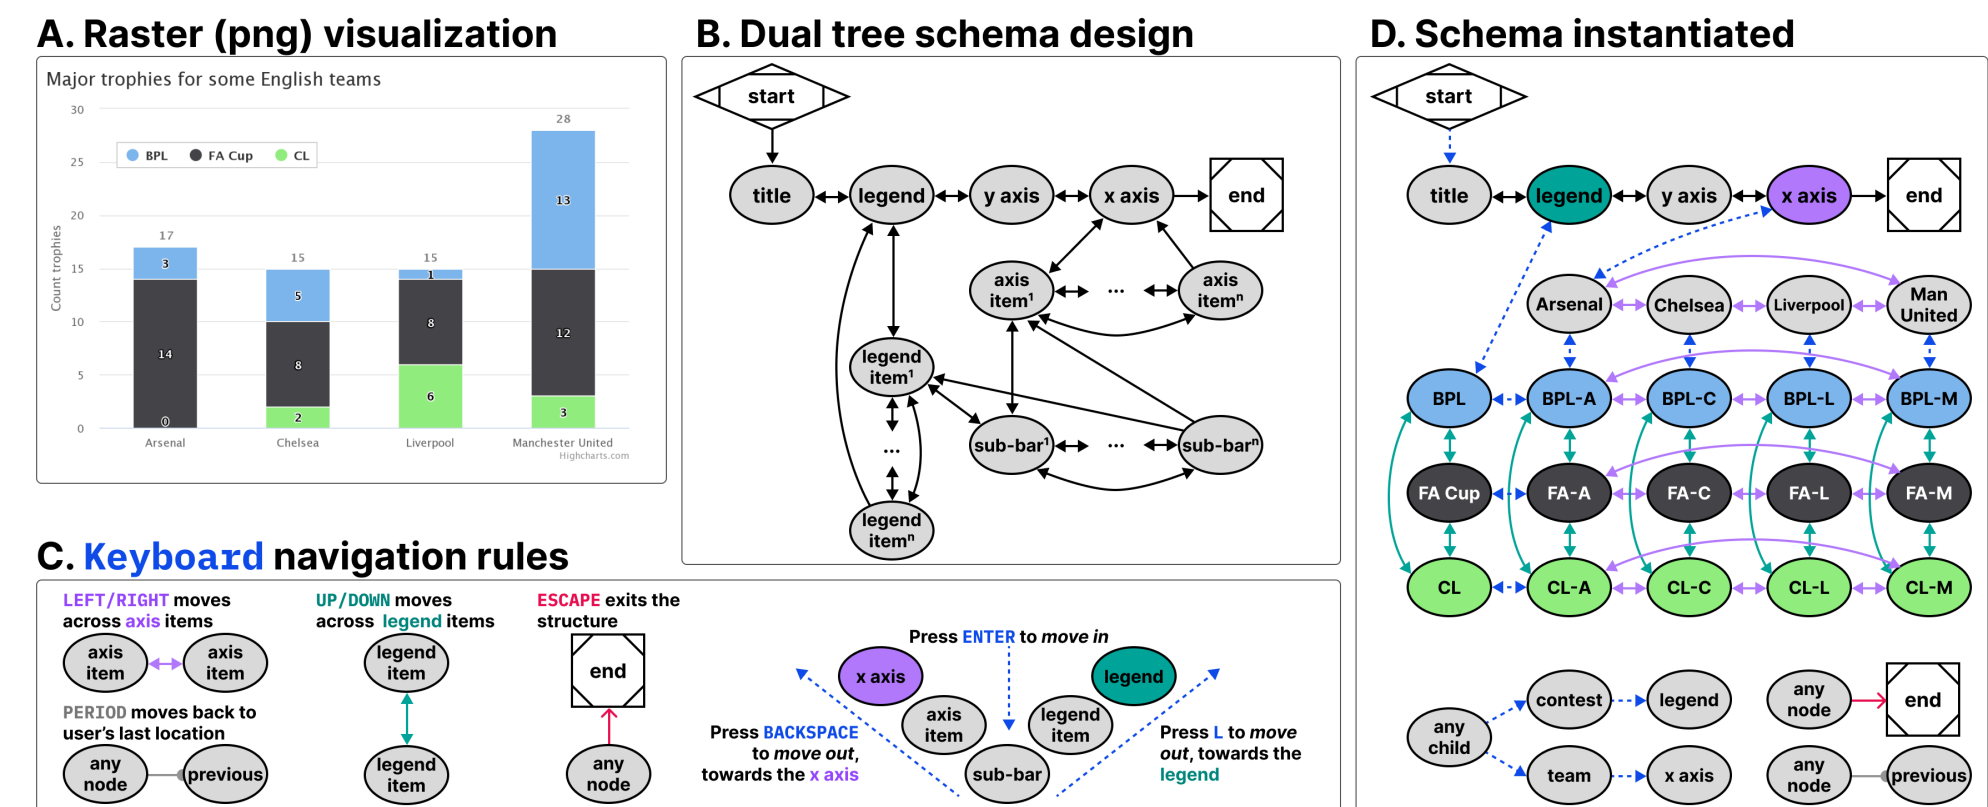 A. Raster (png) visualization
Major trophies for some English teams
30
25
20
15
10
5
0
Count trophies
BPL FA Cup CL
17
3
14
0
15
5
8
2
15
1
8
6
28
13
12
3
Arsenal Chelsea Liverpool Manchester United
Highcharts.com
B. Dual tree schema design
start
title legend y axis x axis end
axis
item¹
...
axis
itemⁿ
legend
item¹
sub-bar¹ ... sub-barⁿ
...
legend
itemⁿ
C. Keyboard navigation rules
LEFT/RIGHT moves
across axis items
axis
item
axis
item
PERIOD moves back to
user's last location
any
node
previous
UP/DOWN moves
across legend items
legend
item
legend
item
ESCAPE exits the
structure
end
any
node
Press ENTER to move in
x axis
legend
axis
item
legend
item
sub-bar
Press BACKSPACE
to move out,
towards the x axis
Press L to move
out, towards the
legend
D. Schema instantiated
start
title legend y axis x axis end
Arsenal Chelsea Liverpool Man
United
BPL BPL-A BPL-C BPL-L BPL-M
FA Cup FA-A FA-C FA-L FA-M
CL CL-A CL-C CL-L CL-M
any
child
contest legend
team x axis
any
node
end
any
node
previous